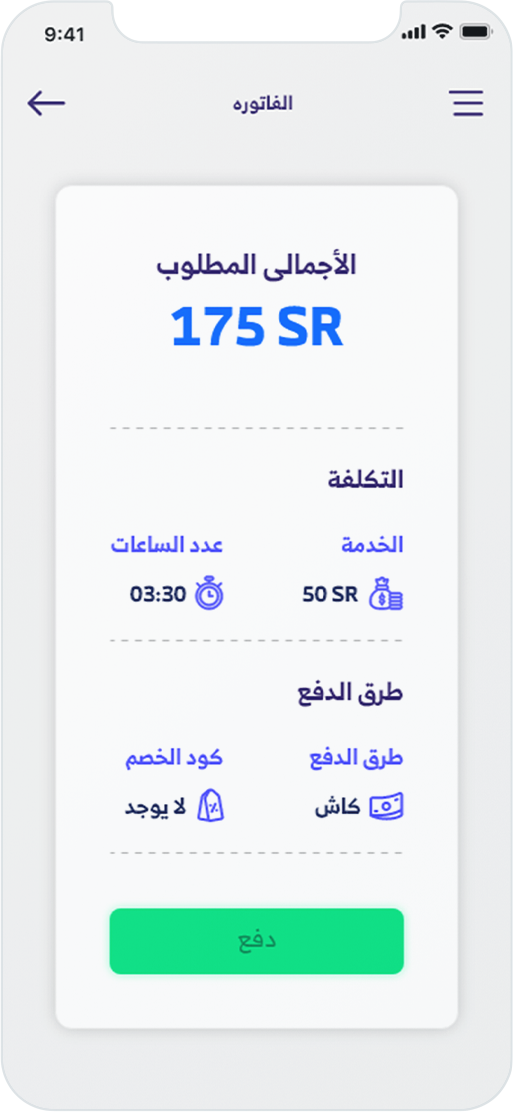 9:41
الفاتوره
الأجمالى المطلوب
175 SR
التكلفة
الخدمة
عدد الساعات
50 SR
03:30
طرق الدفع
طرق الدفع
كود الخصم
كاش
لا يوجد
دفع